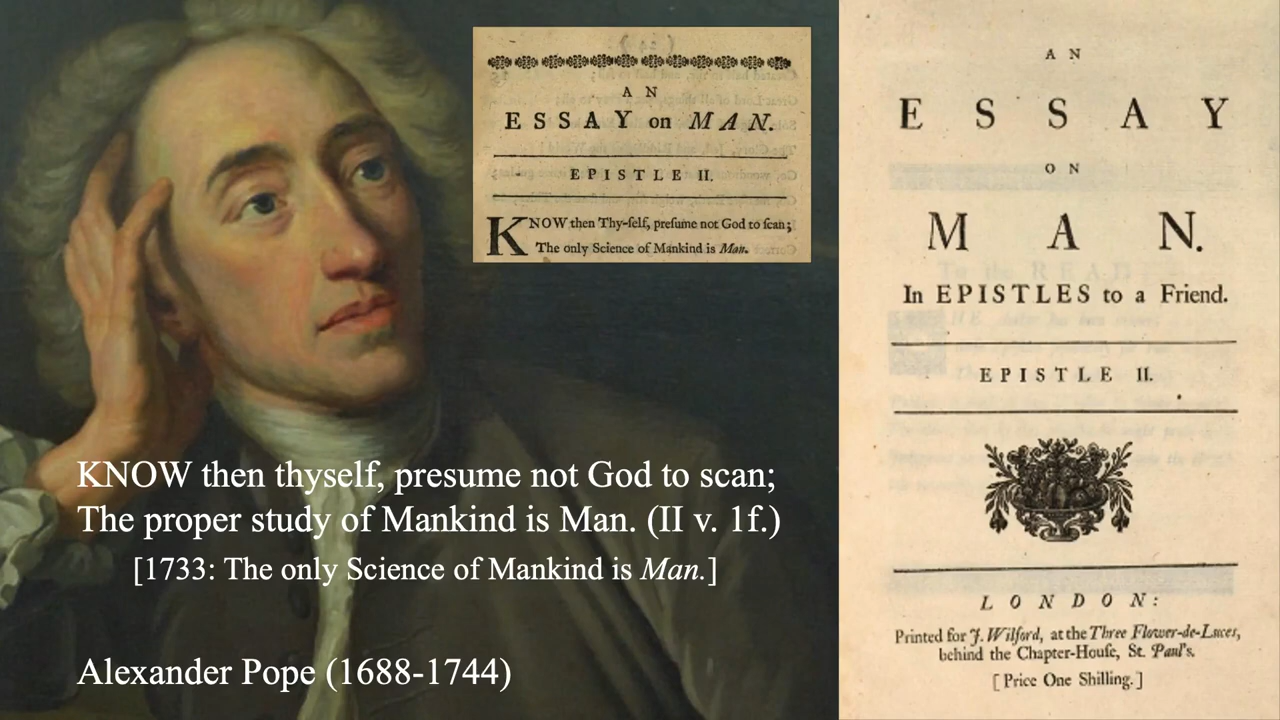 AN
ESSAY on MAN.
EPISTLE II.
KNOW then Thy-self, presume not God to scan;
The only Science of Mankind is Man.
KNOW then thyself, presume not God to scan;
The proper study of Mankind is Man. (II v. 1f.)
[1733: The only Science of Mankind is Man.]
Alexander Pope (1688-1744)
AN
ESSAY
ON
MAN.
In EPISTLES to a Friend.
EPISTLE II.
LONDON:
Printed for J. Wilford, at the Three Flower-de-Luces,
behind the Chapter-House, St. Paul's.
[Price One Shilling.]